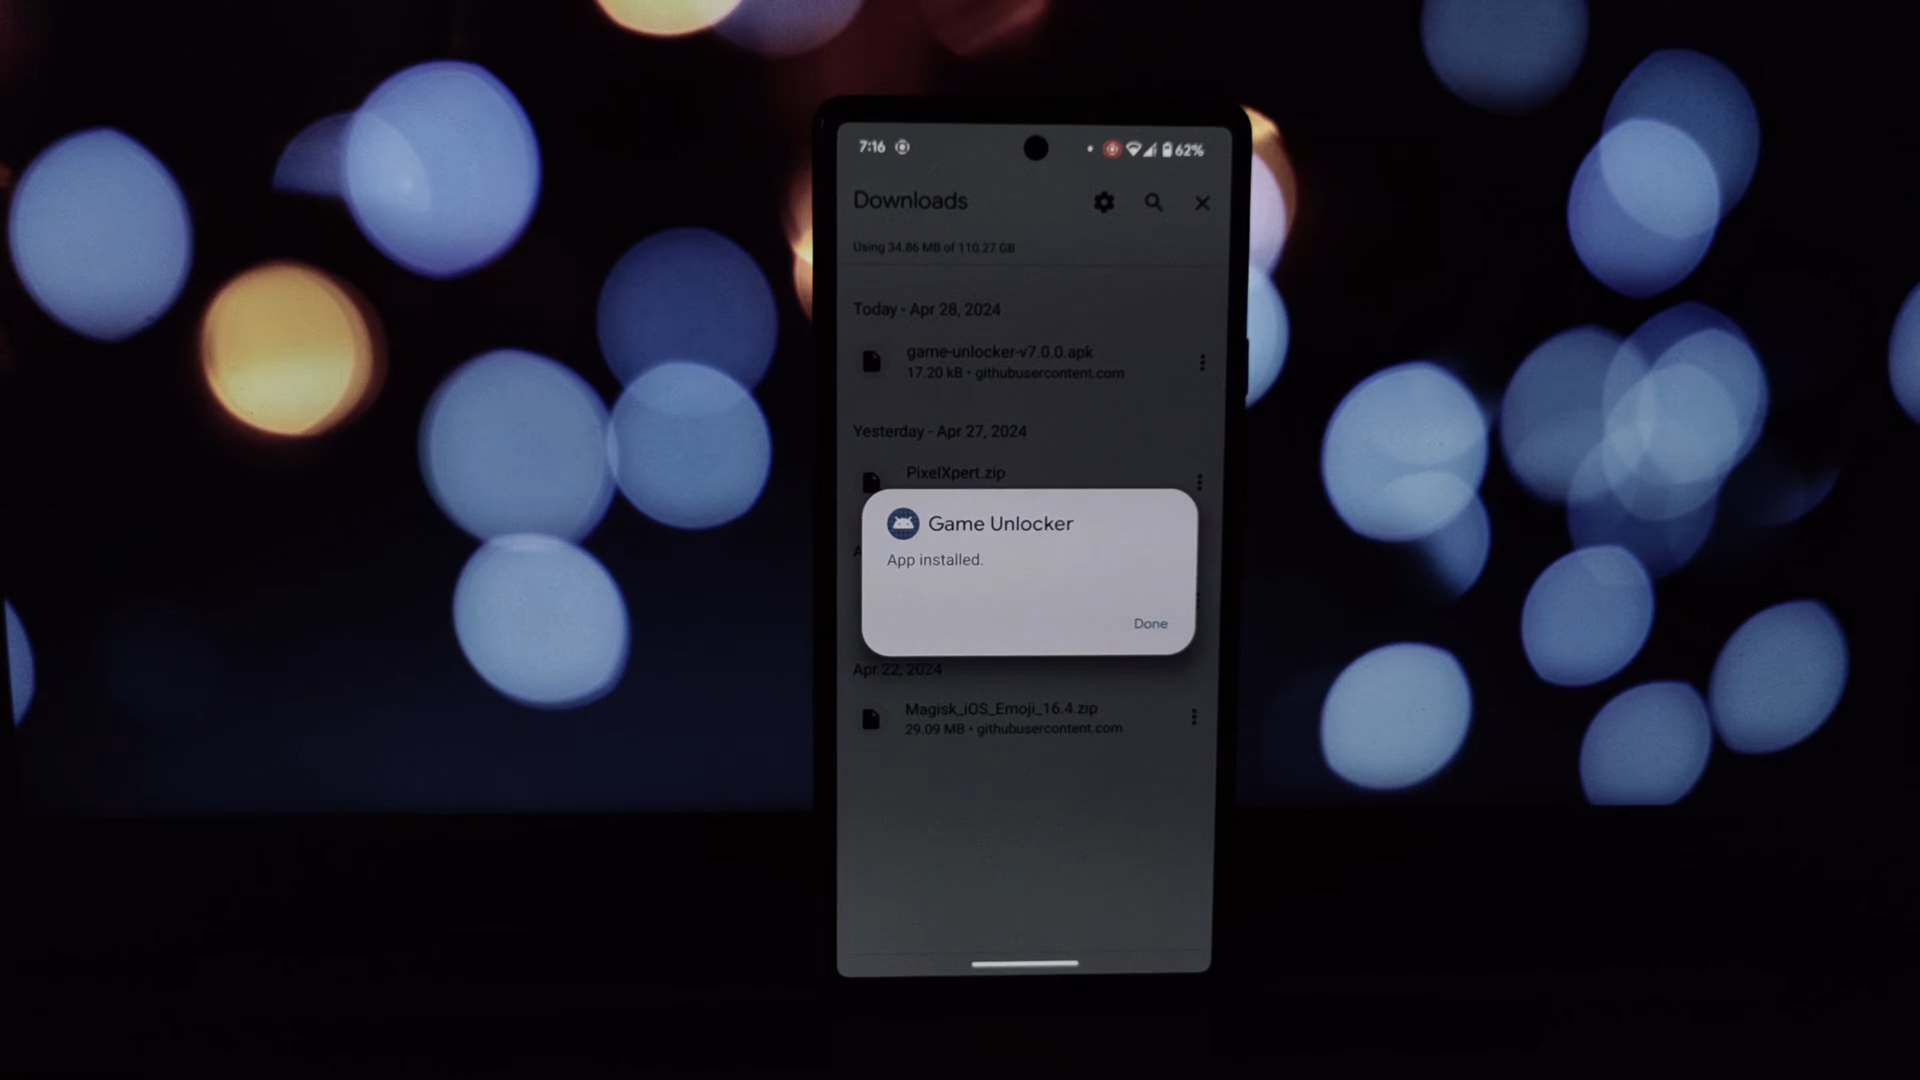 7:16
62%
Downloads
Using 34.86 MB of 110.27 GB
Today - Apr 28, 2024
game-unlocker-v7.0.0.apk
17.20 kB • githubusercontent.com
Yesterday - Apr 27, 2024
PixelXpert.zip
Game Unlocker
App installed.
Done
Apr 22, 2024
Magisk_iOS_Emoji_16.4.zip
29.09 MB • githubusercontent.com